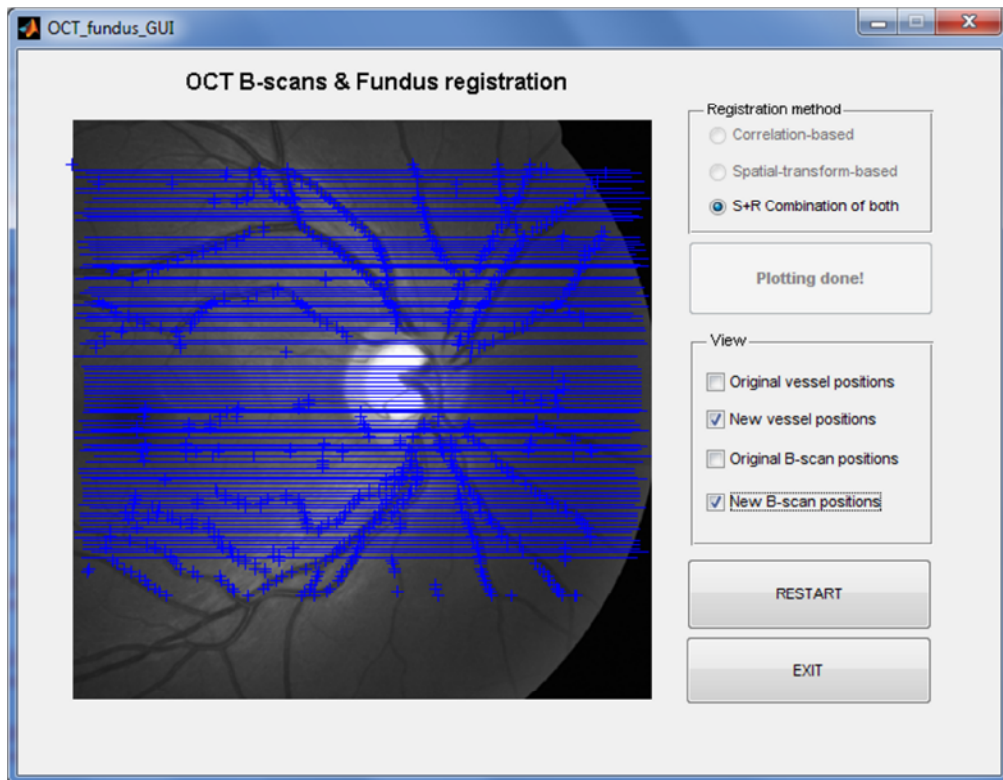 OCT_fundus_GUI
OCT B-scans & Fundus registration
Registration method
Correlation-based
Spatial-transform-based
S+R Combination of both
Plotting done!
View
Original vessel positions
New vessel positions
Original B-scan positions
New B-scan positions
RESTART
EXIT